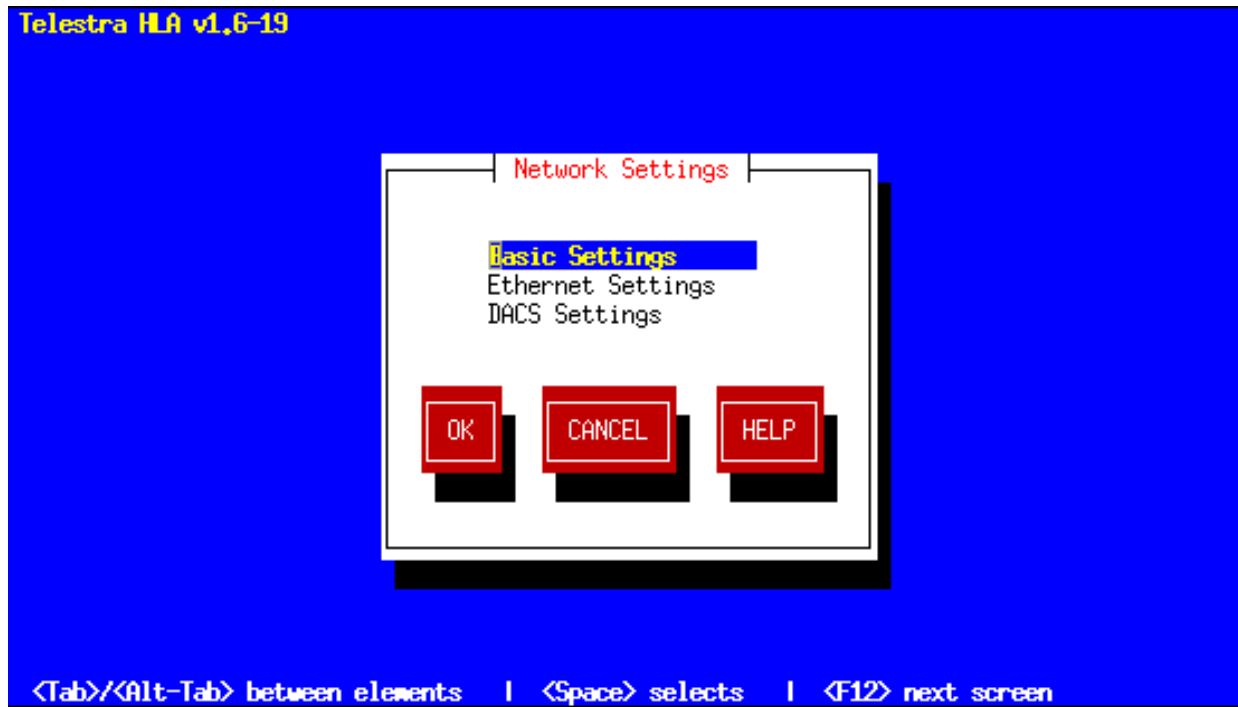 Telestra HLA v1.6-19
Network Settings
Basic Settings
Ethernet Settings
DACS Settings
OK CANCEL HELP
<Tab>/<Alt-Tab> between elements | <Space> selects | <F12> next screen